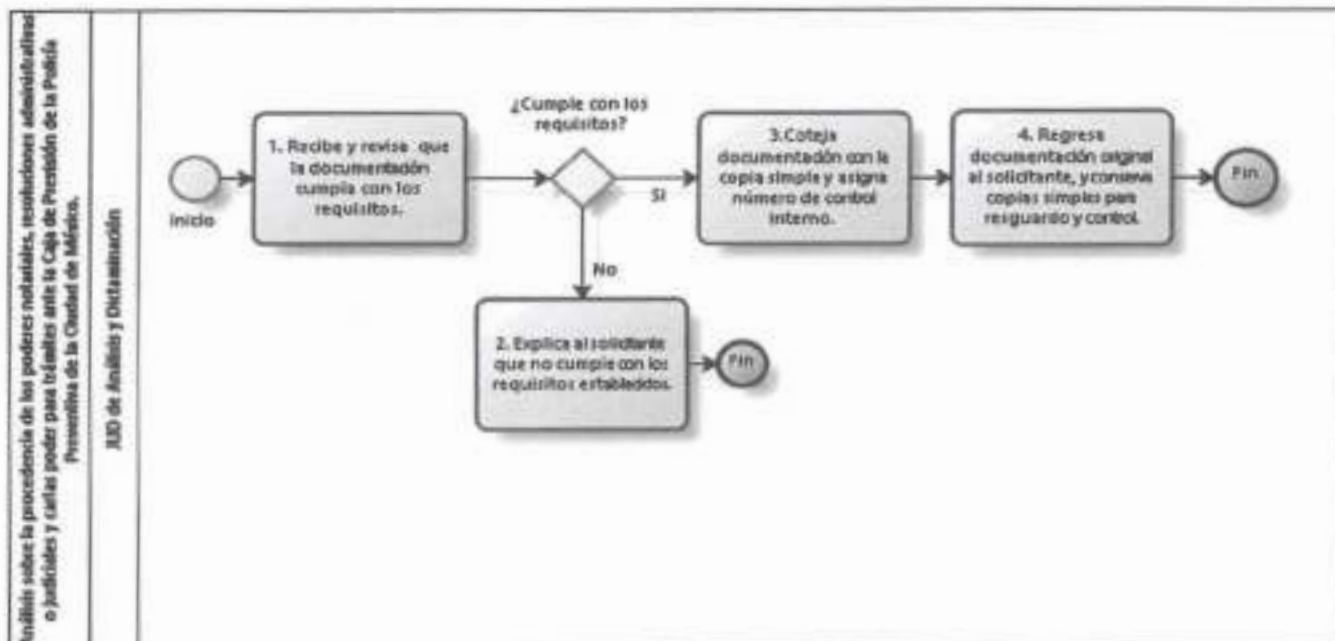 Análisis sobre la procedencia de los poderes notariales, resoluciones administrativas
o judiciales y cartas poder para trámites ante la Caja de Previsión de la Policía
Preventiva de la Ciudad de México.
JUD de Análisis y Dictaminación
Inicio
1. Recibe y revisa que
la documentación
cumpla con los
requisitos.
¿Cumple con los
requisitos?
Si
No
2. Explica al solicitante
que no cumple con los
requisitos establecidos.
Fin
3.Coteja
documentación con la
copia simple y asigna
número de control
interno.
4. Regresa
documentación original
al solicitante, y conserva
copias simples para
resguardo y control.
Fin